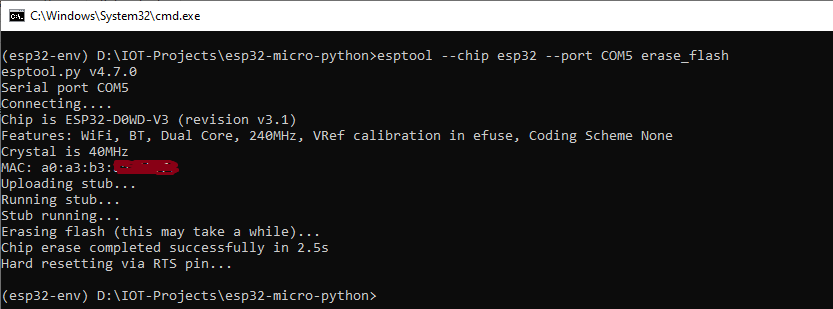 C:\Windows\System32\cmd.exe
(esp32-env) D:\IOT-Projects\esp32-micro-python>esptool --chip esp32 --port COM5 erase_flash
esptool.py v4.7.0
Serial port COM5
Connecting....
Chip is ESP32-D0WD-V3 (revision v3.1)
Features: WiFi, BT, Dual Core, 240MHz, VRef calibration in efuse, Coding Scheme None
Crystal is 40MHz
MAC: a0:a3:b3:
Uploading stub...
Running stub...
Stub running...
Erasing flash (this may take a while)...
Chip erase completed successfully in 2.5s
Hard resetting via RTS pin...
(esp32-env) D:\IOT-Projects\esp32-micro-python>